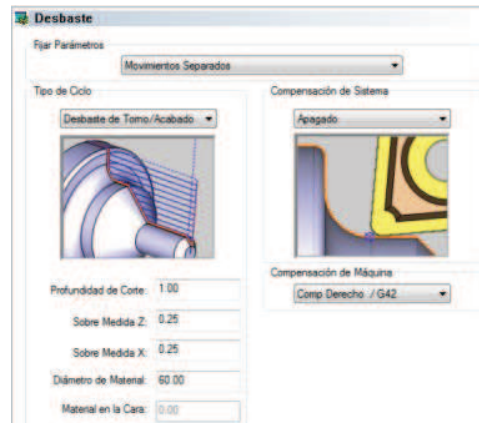 Desbaste
Fijar Parámetros
Movimientos Separados
Tipo de Ciclo
Desbaste de Torno/Acabado
Profundidad de Corte: 1.00
Sobre Medida Z: 0.25
Sobre Medida X: 0.25
Diámetro de Material: 60.00
Material en la Cara: 0.00
Compensación de Sistema
Apagado
Compensación de Máquina
Comp Derecho / G42